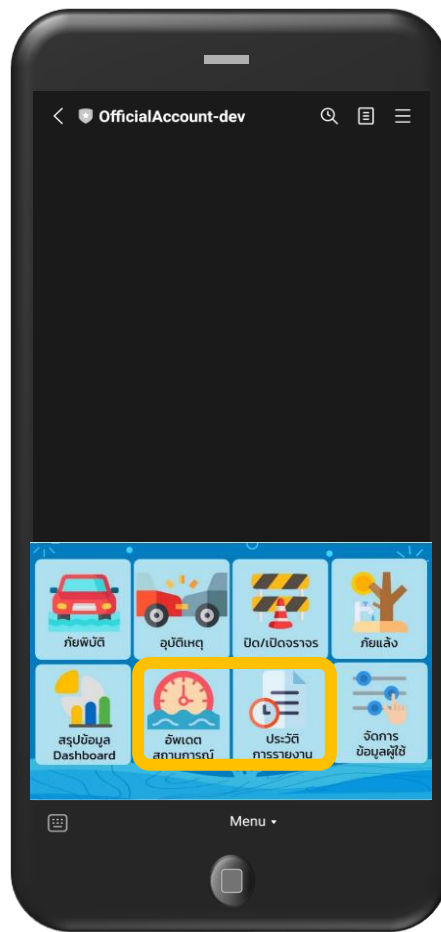 OfficialAccount-dev
ภัยพิบัติ
อุบัติเหตุ
ปิด/เปิดจราจร
ภัยแล้ง
สรุปข้อมูล
Dashboard
อัพเดต
สถานการณ์
ประวัติ
การรายงาน
จัดการ
ข้อมูลผู้ใช้
Menu